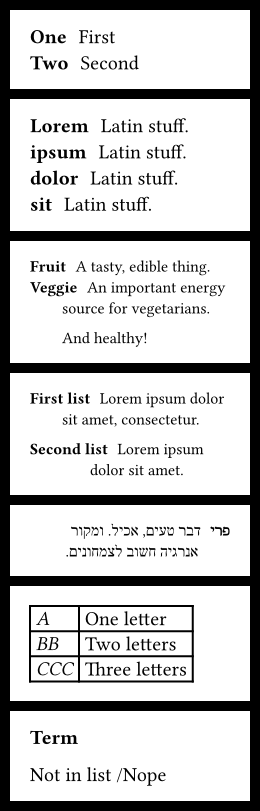 One First
Two Second
Lorem Latin stuff.
ipsum Latin stuff.
dolor Latin stuff.
sit Latin stuff.
Fruit A tasty, edible thing.
Veggie An important energy
source for vegetarians.
And healthy!
First list Lorem ipsum dolor
sit amet, consectetur.
Second list Lorem ipsum
dolor sit amet.
פרי דבר טעים, אכיל. ומקור
אנרגיה חשוב לצמחונים.
A One letter
BB Two letters
CCC Three letters
Term
Not in list /Nope